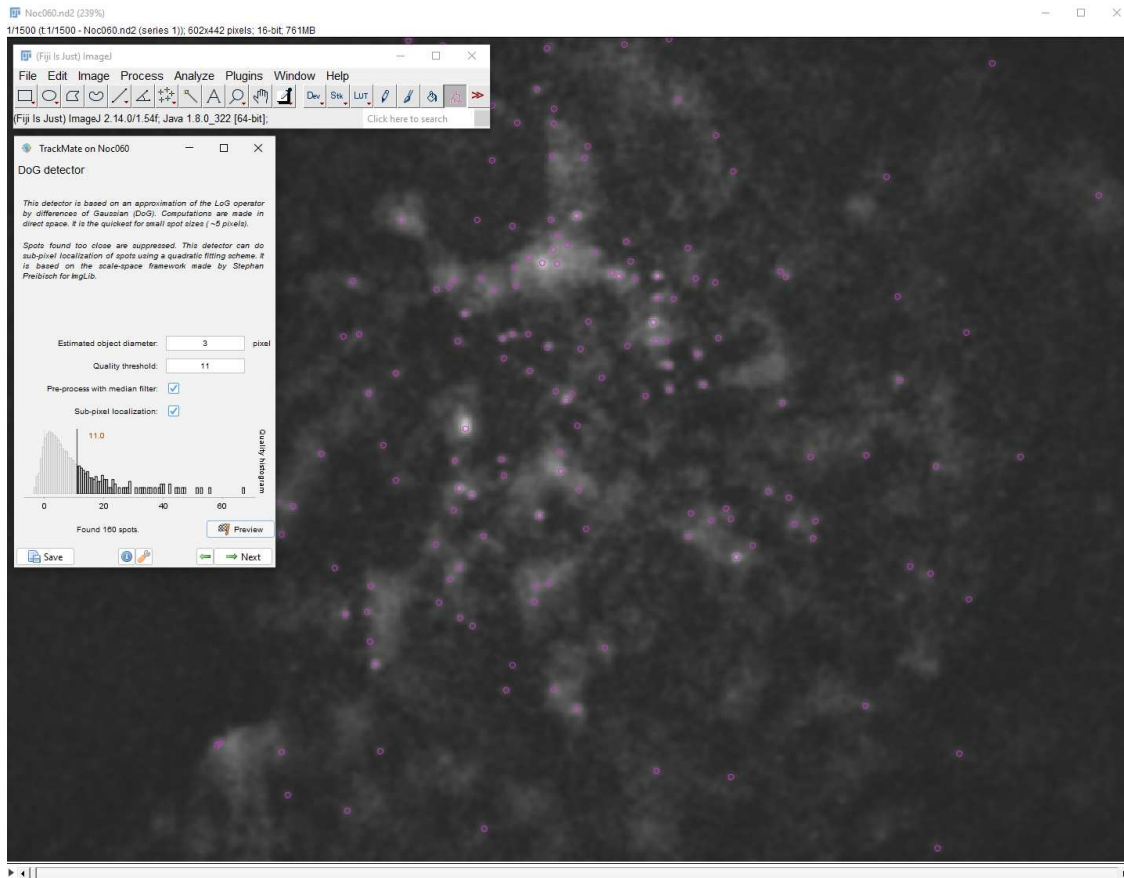 Noc060.nd2 (239%)
1/1500 (t:1/1500 - Noc060.nd2 (series 1)); 602x442 pixels; 16-bit; 761MB
(Fiji Is Just) ImageJ
File Edit Image Process Analyze Plugins Window Help
A Dev Stk LUT
(Fiji Is Just) ImageJ 2.14.0/1.54f; Java 1.8.0_322 [64-bit]; Click here to search
TrackMate on Noc060
DoG detector
This detector is based on an approximation of the LoG operator
by differences of Gaussian (DoG). Computations are made in
direct space. It is the quickest for small spot sizes (~5 pixels).
Spots found too close are suppressed. This detector can do
sub-pixel localization of spots using a quadratic fitting scheme. It
is based on the scale-space framework made by Stephan
Preibisch for ImgLib.
Estimated object diameter: 3 pixel
Quality threshold: 11
Pre-process with median filter:
Sub-pixel localization:
11.0
Quality histogram
0 20 40 60
Found 160 spots.
Preview
Save
Next